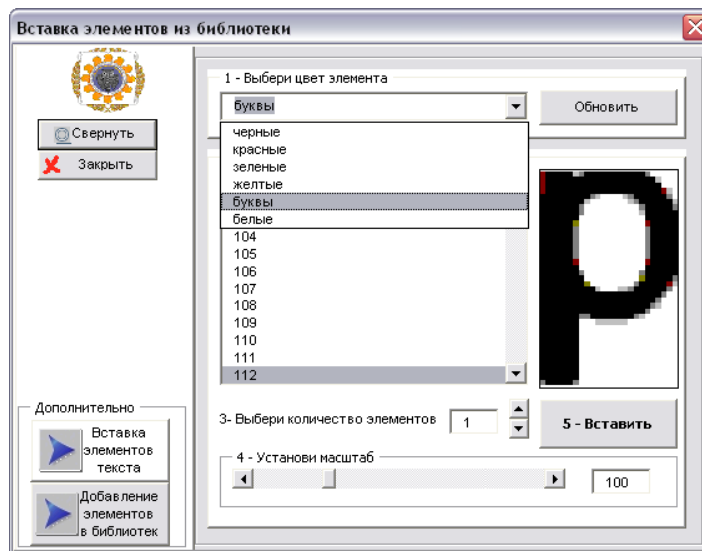 Вставка элементов из библиотеки
1 - Выбери цвет элемента
буквы
Обновить
Свернуть
Закрыть
черные
красные
зеленые
желтые
буквы
белые
104
105
106
107
108
109
110
111
112
р
3- Выбери количество элементов
1
5 - Вставить
4 - Установи масштаб
100
Дополнительно
Вставка
элементов
текста
Добавление
элементов
в библиотек